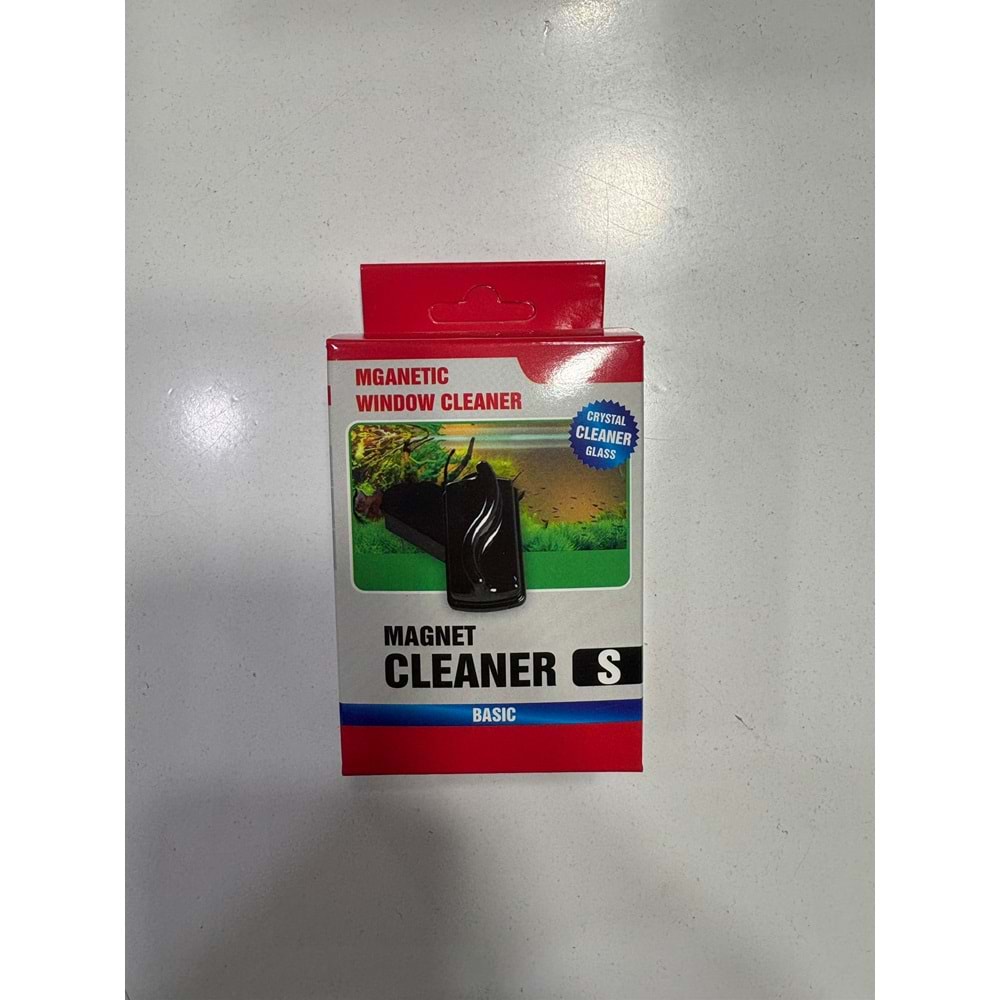 MGANETIC
WINDOW CLEANER
CRYSTAL
CLEANER
GLASS
MAGNET
CLEANER S
BASIC